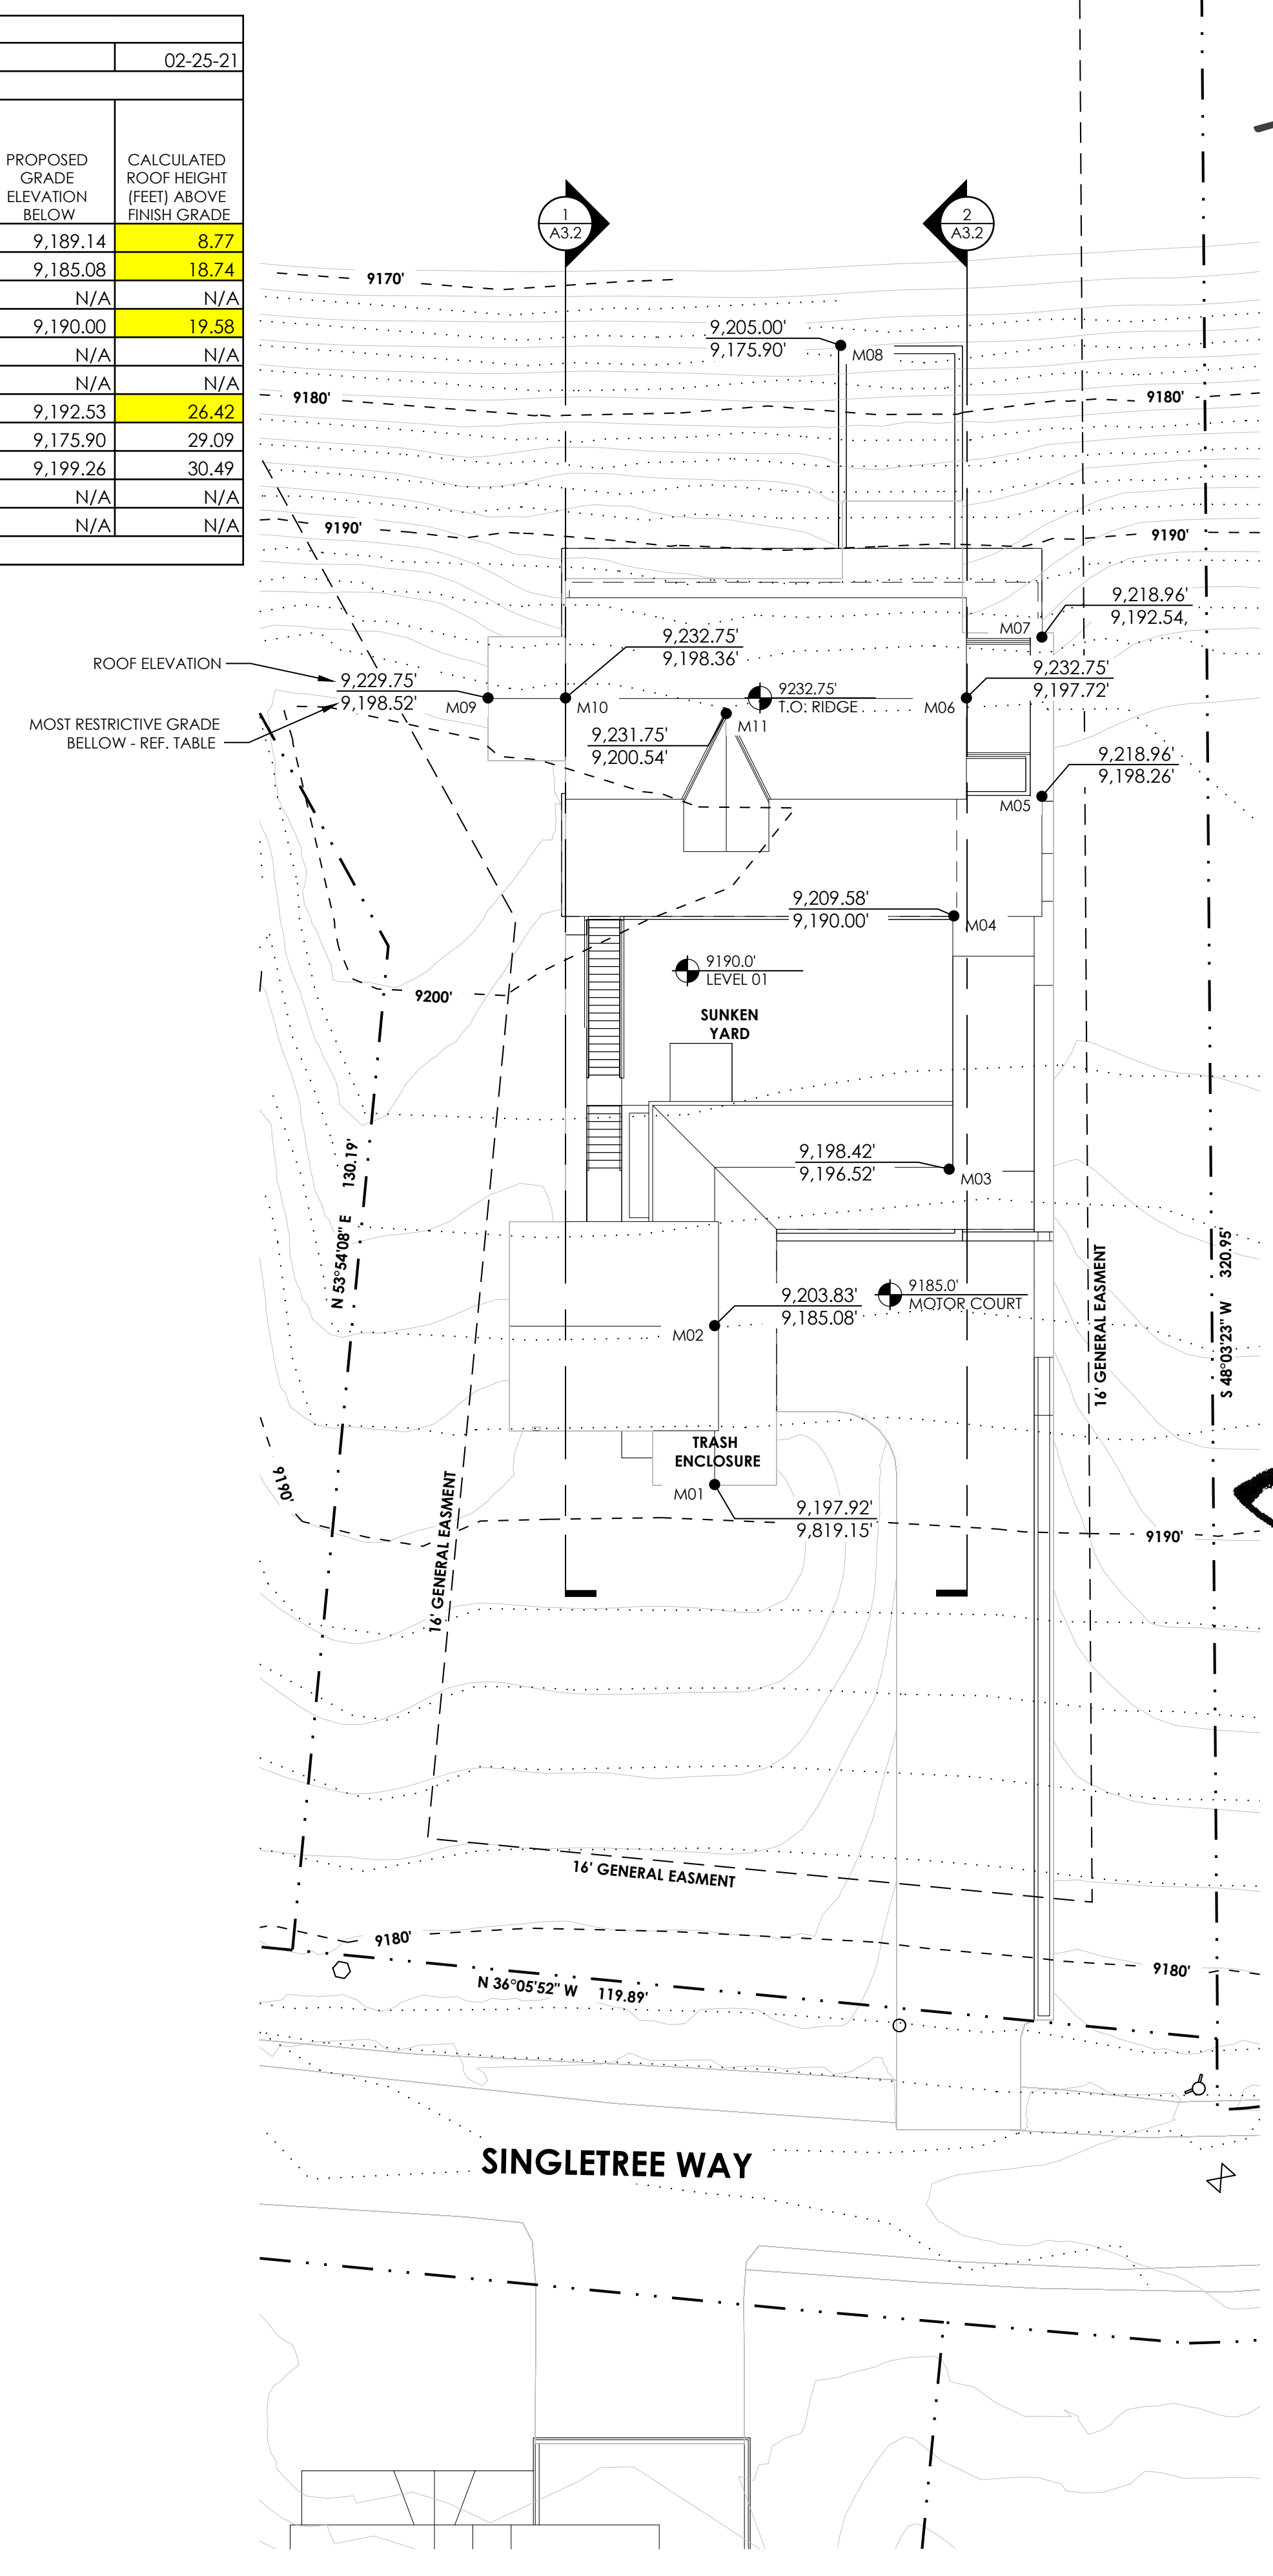 02-25-21
PROPOSED
GRADE
ELEVATION
BELOW
CALCULATED
ROOF HEIGHT
(FEET) ABOVE
FINISH GRADE
9,189.14 8.77
9,185.08 18.74
N/A N/A
9,190.00 19.58
N/A N/A
N/A N/A
9,192.53 26.42
9,175.90 29.09
9,199.26 30.49
N/A N/A
N/A N/A
1
A3.2
2
A3.2
9170'
9,205.00'
9,175.90'
M08
9180'
9180'
9190'
9190'
9,218.96'
9,192.54,
M07
9,232.75'
9,198.36'
ROOF ELEVATION
9,229.75'
9,198.52'
MOST RESTRICTIVE GRADE
BELLOW - REF. TABLE
M09
M10
9232.75'
T.O. RIDGE
M06
9,232.75'
9,197.72'
M11
9,231.75'
9,200.54'
9,218.96'
9,198.26'
M05
9,209.58'
9,190.00'
M04
9190.0'
LEVEL 01
9200'
SUNKEN
YARD
9,198.42'
9,196.52'
M03
N 53°54'08" E 130.19'
9,203.83'
9,185.08'
M02
9185.0'
MOTOR COURT
16' GENERAL EASMENT
S 48°03'23" W 320.95'
TRASH
ENCLOSURE
M01
9,197.92'
9,819.15'
9190'
9190'
16' GENERAL EASMENT
16' GENERAL EASMENT
9180'
9180'
N 36°05'52" W 119.89'
SINGLETREE WAY